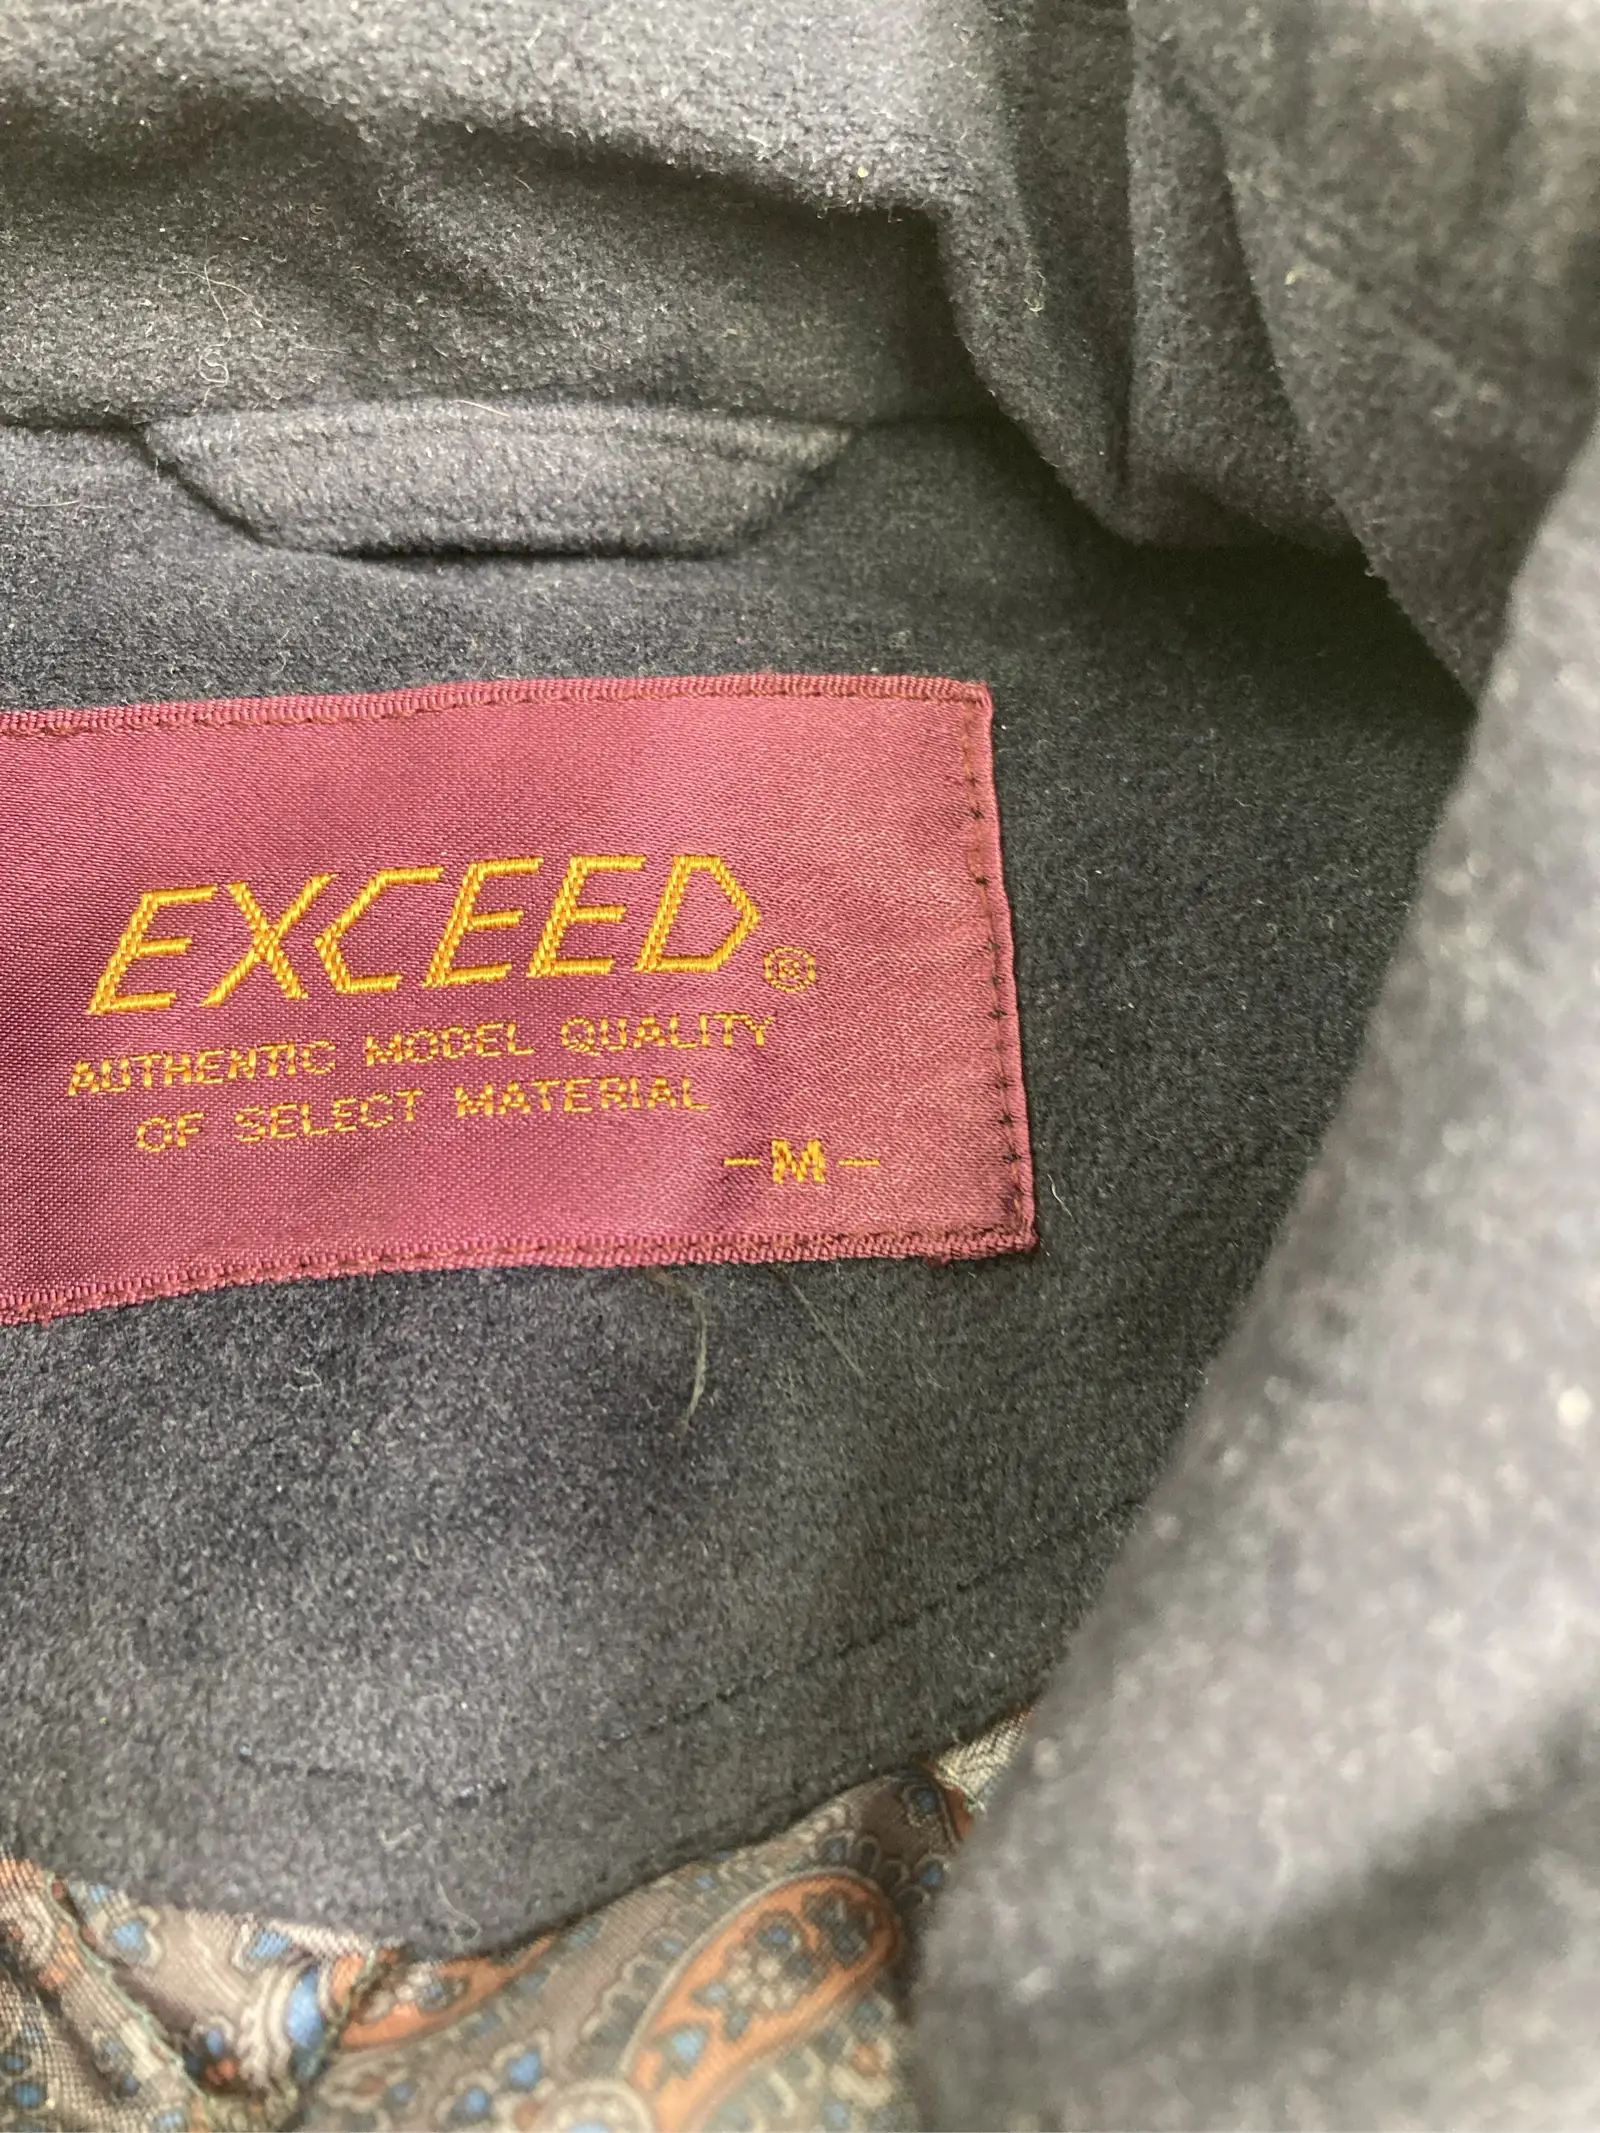 EXCEED®
AUTHENTIC MODEL QUALITY
OF SELECT MATERIAL
-M-